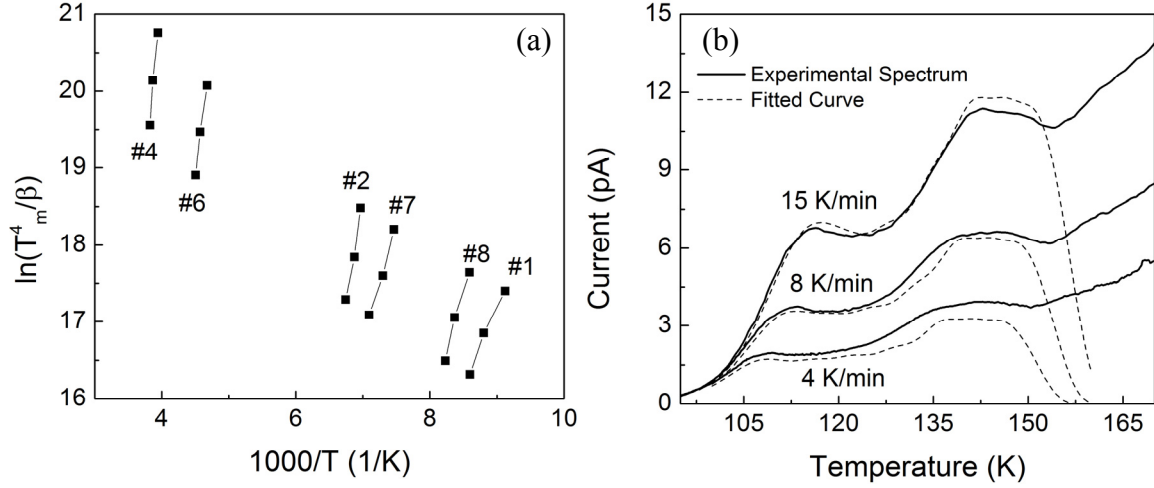 (a)
21
20
19
18
17
16
ln(T⁴ₘ/β)
#4
#6
#2
#7
#8
#1
4
6
8
10
1000/T (1/K)
(b)
15
12
9
6
3
0
Current (pA)
Experimental Spectrum
Fitted Curve
15 K/min
8 K/min
4 K/min
105
120
135
150
165
Temperature (K)